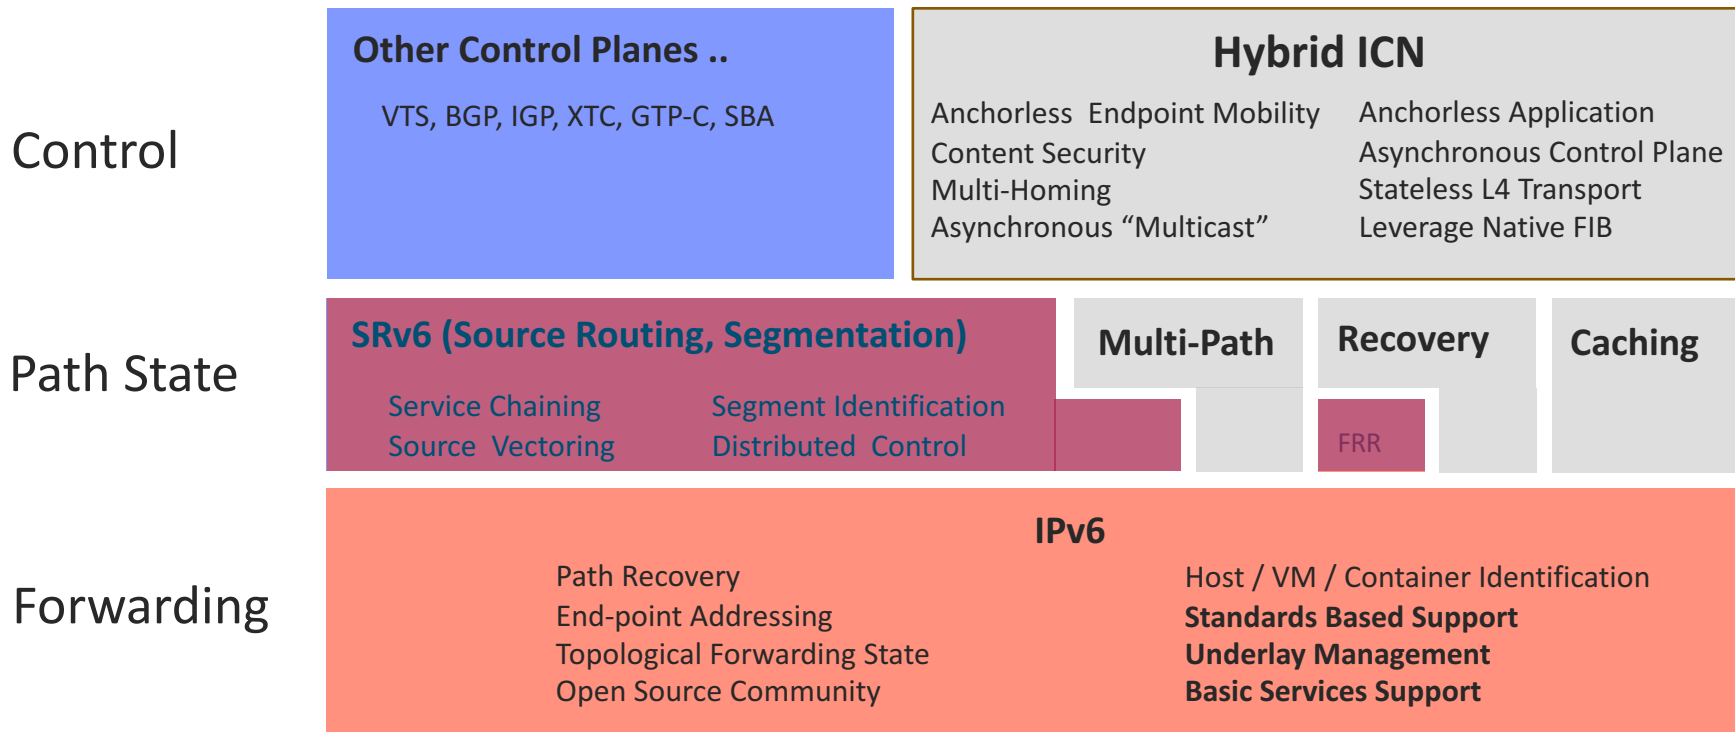 Control
Other Control Planes ..
VTS, BGP, IGP, XTC, GTP-C, SBA
Hybrid ICN
Anchorless Endpoint Mobility
Content Security
Multi-Homing
Asynchronous “Multicast”
Anchorless Application
Asynchronous Control Plane
Stateless L4 Transport
Leverage Native FIB
Path State
SRv6 (Source Routing, Segmentation)
Service Chaining
Source Vectoring
Segment Identification
Distributed Control
Multi-Path
Recovery
FRR
Caching
Forwarding
IPv6
Path Recovery
End-point Addressing
Topological Forwarding State
Open Source Community
Host / VM / Container Identification
Standards Based Support
Underlay Management
Basic Services Support